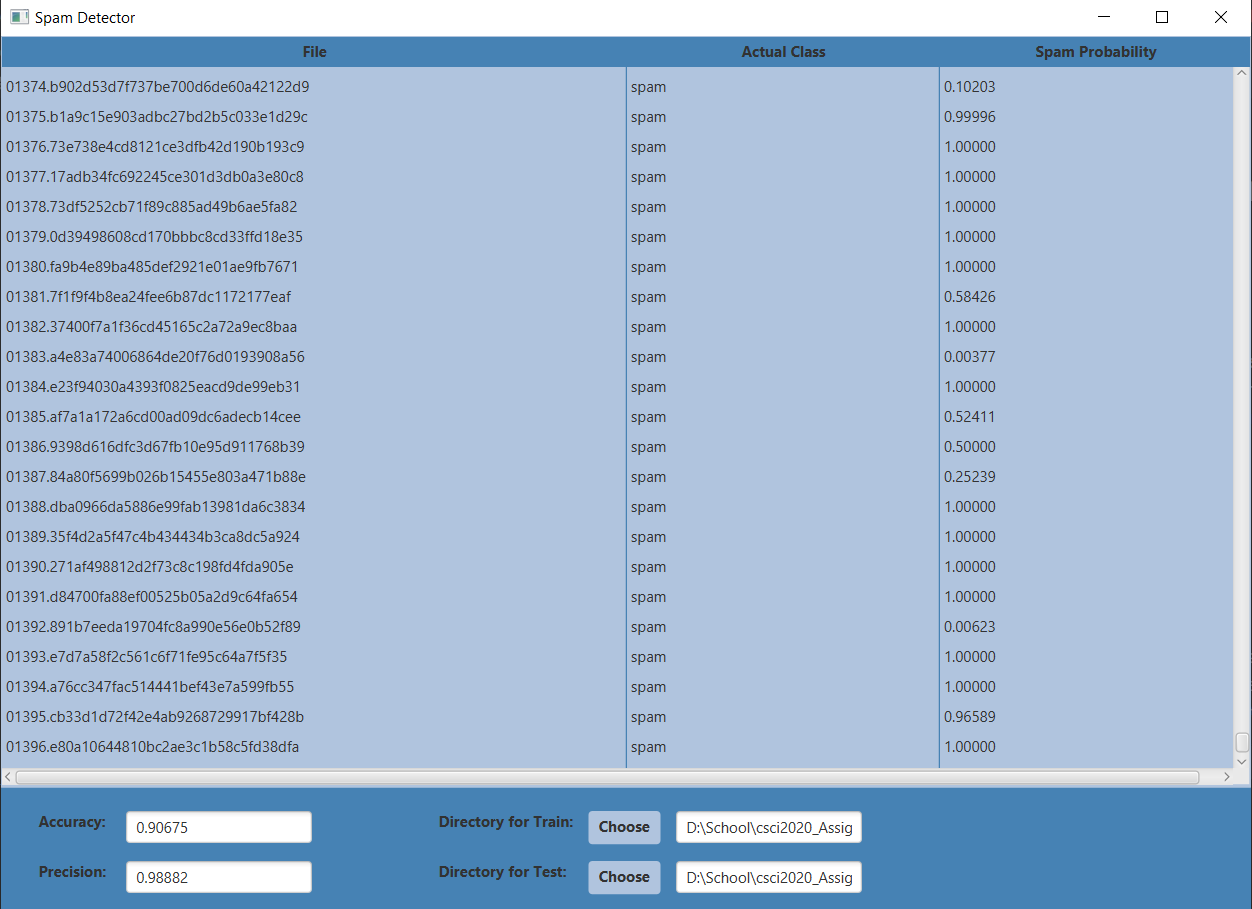 Spam Detector
File Actual Class Spam Probability
01374.b902d53d7f737be700d6de60a42122d9 spam 0.10203
01375.b1a9c15e903adbc27bd2b5c033e1d29c spam 0.99996
01376.73e738e4cd8121ce3dfb42d190b193c9 spam 1.00000
01377.17adb34fc692245ce301d3db0a3e80c8 spam 1.00000
01378.73df5252cb71f89c885ad49b6ae5fa82 spam 1.00000
01379.0d39498608cd170bbbc8cd33ffd18e35 spam 1.00000
01380.fa9b4e89ba485def2921e01ae9fb7671 spam 1.00000
01381.7f1f9f4b8ea24fee6b87dc1172177eaf spam 0.58426
01382.37400f7a1f36cd45165c2a72a9ec8baa spam 1.00000
01383.a4e83a74006864de20f76d0193908a56 spam 0.00377
01384.e23f94030a4393f0825eacd9de99eb31 spam 1.00000
01385.af7a1a172a6cd00ad09dc6adecb14cee spam 0.52411
01386.9398d616dfc3d67fb10e95d911768b39 spam 0.50000
01387.84a80f5699b026b15455e803a471b88e spam 0.25239
01388.dba0966da5886e99fab13981da6c3834 spam 1.00000
01389.35f4d2a5f47c4b434434b3ca8dc5a924 spam 1.00000
01390.271af498812d2f73c8c198fd4fda905e spam 1.00000
01391.d84700fa88ef00525b05a2d9c64fa654 spam 1.00000
01392.891b7eeda19704fc8a990e56e0b52f89 spam 0.00623
01393.e7d7a58f2c561c6f71fe95c64a7f5f35 spam 1.00000
01394.a76cc347fac514441bef43e7a599fb55 spam 1.00000
01395.cb33d1d72f42e4ab9268729917bf428b spam 0.96589
01396.e80a10644810bc2ae3c1b58c5fd38dfa spam 1.00000
Accuracy: 0.90675 Directory for Train: Choose D:\School\csci2020_Assig
Precision: 0.98882 Directory for Test: Choose D:\School\csci2020_Assig